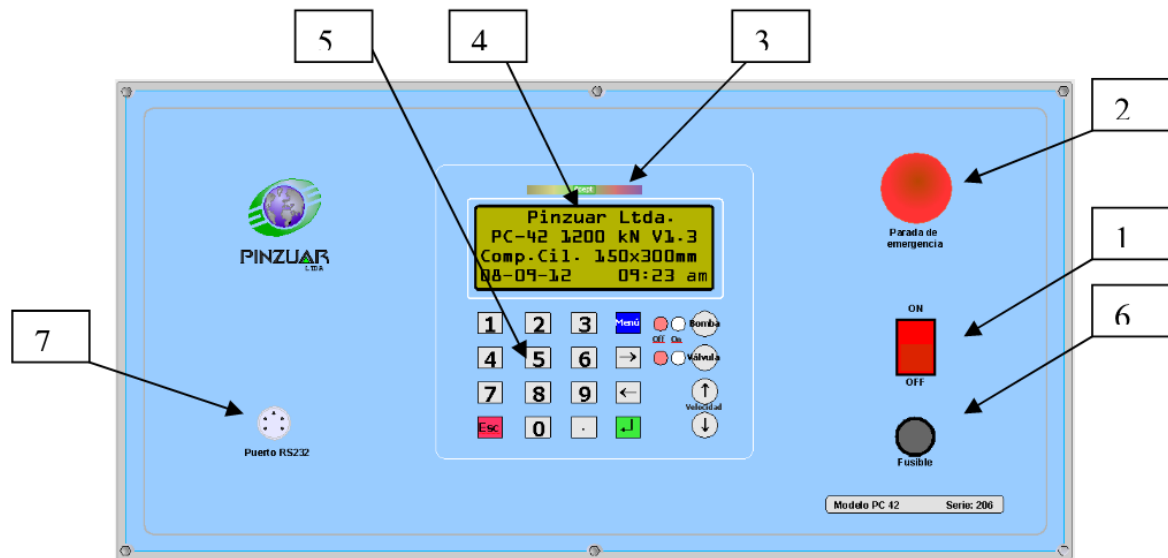 5
4
3
2
1
6
7
PINZUAR
LTDA
Pinzuar Ltda.
PC-42 1200 kN V1.3
Comp.Cil. 150x300mm
08-09-12 09:23 am
1 2 3 Menú
Off On
Bomba
4 5 6 →
Válvula
7 8 9 ←
↑
Velocidad
↓
Esc 0 . ↵
Parada de
emergencia
ON
OFF
Fusible
Puerto RS232
Modelo PC 42 Serie: 206